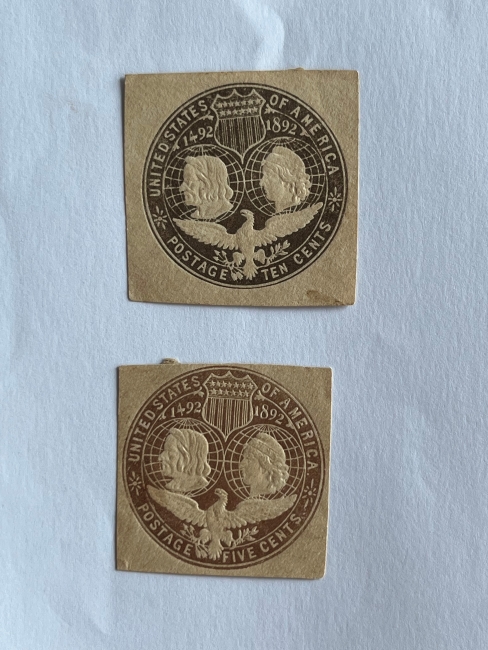 UNITED STATES OF AMERICA
1492 1892
POSTAGE TEN CENTS
UNITED STATES OF AMERICA
1492 1892
POSTAGE FIVE CENTS.